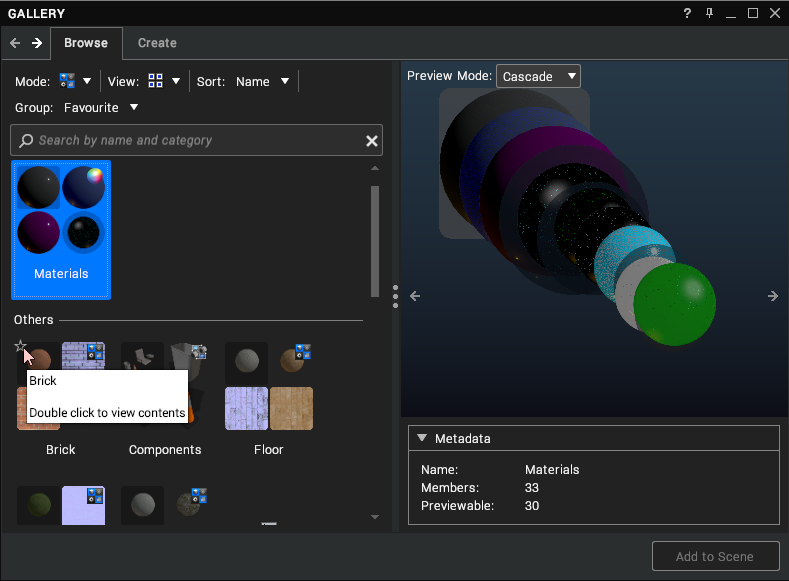 GALLERY
?
Browse
Create
Mode:
View:
Sort: Name
Group: Favourite
Preview Mode: Cascade
Search by name and category
Materials
Others
Brick
Double click to view contents
Brick
Components
Floor
Metadata
Name: Materials
Members: 33
Previewable: 30
Add to Scene